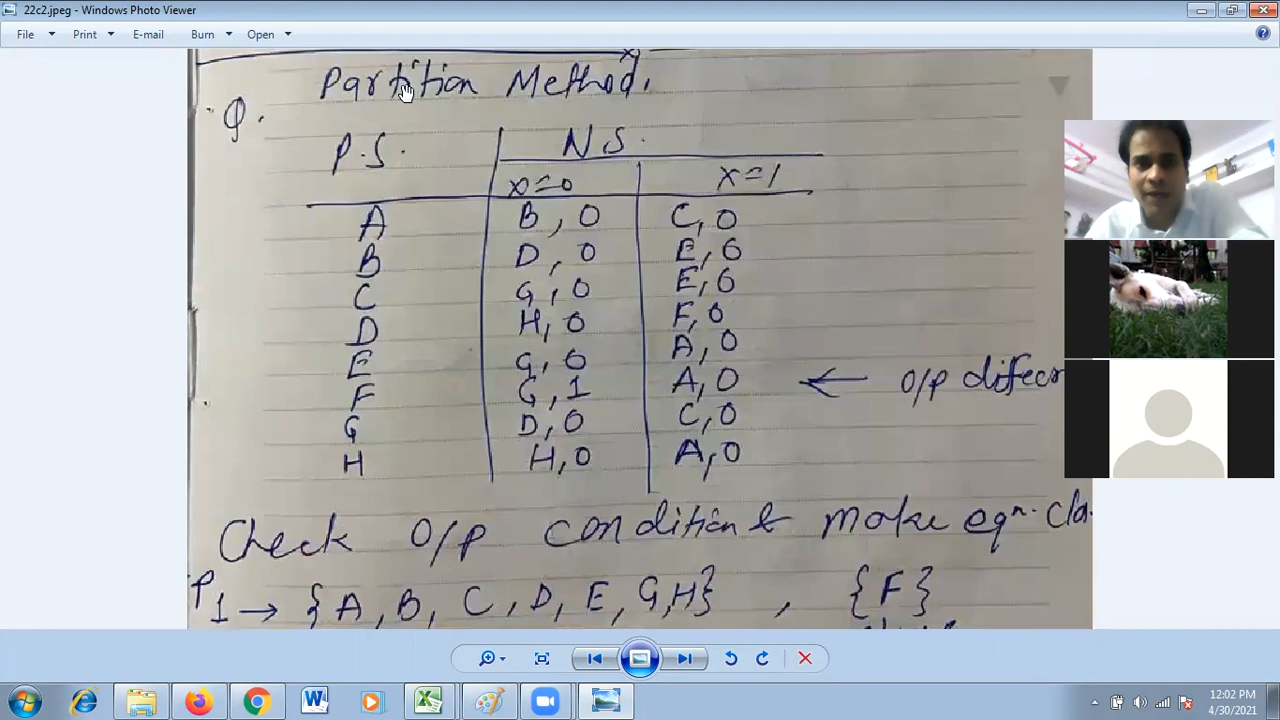 22c2.jpeg - Windows Photo Viewer
File Print E-mail Burn Open
Partition Method.
Q.
P.S. N.S.
x=0 x=1
A B, 0 C, 0
B D, 0 E, 0
C G, 0 E, 0
D H, 0 F, 0
E G, 0 A, 0
F G, 1 A, 0 ← o/p difeer
G D, 0 C, 0
H H, 0 A, 0
Check o/p condition & make eqn. cla
P1 → {A, B, C, D, E, G, H} , {F}
12:02 PM
4/30/2021